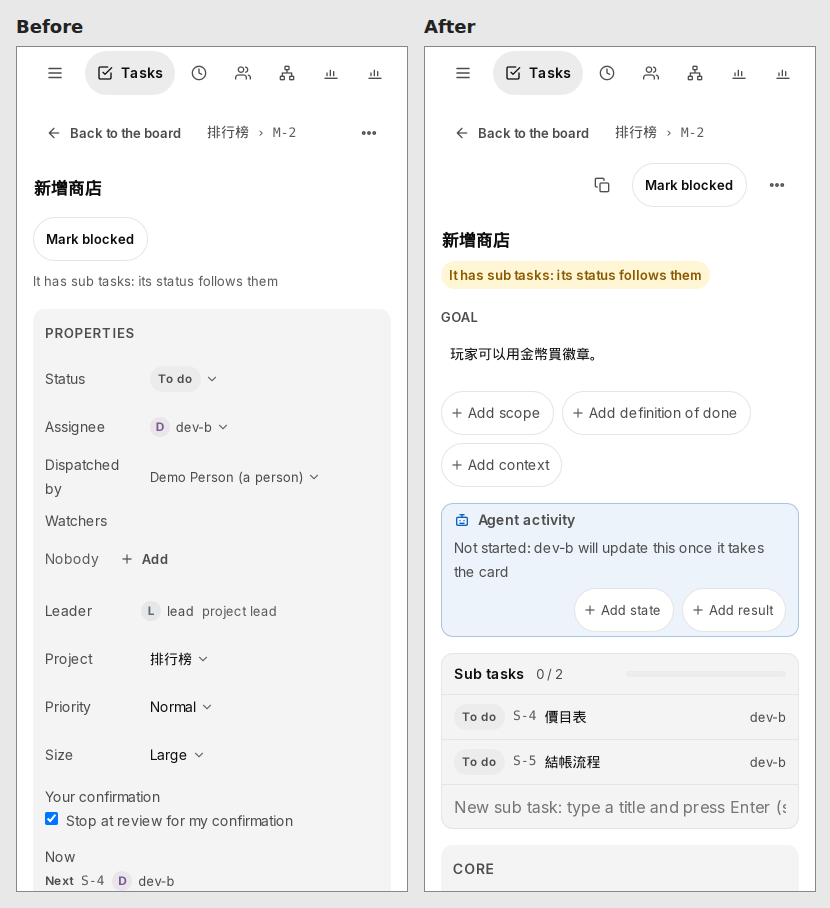 Before
Tasks
Back to the board 排行榜 › M-2
新增商店
Mark blocked
It has sub tasks: its status follows them
PROPERTIES
Status To do
Assignee D dev-b
Dispatched by Demo Person (a person)
Watchers
Nobody + Add
Leader L lead project lead
Project 排行榜
Priority Normal
Size Large
Your confirmation
Stop at review for my confirmation
Now
Next S-4 D dev-b
After
Tasks
Back to the board 排行榜 › M-2
Mark blocked
新增商店
It has sub tasks: its status follows them
GOAL
玩家可以用金幣買徽章。
+ Add scope + Add definition of done
+ Add context
Agent activity
Not started: dev-b will update this once it takes
the card
+ Add state + Add result
Sub tasks 0 / 2
To do S-4 價目表 dev-b
To do S-5 結帳流程 dev-b
New sub task: type a title and press Enter (s
CORE